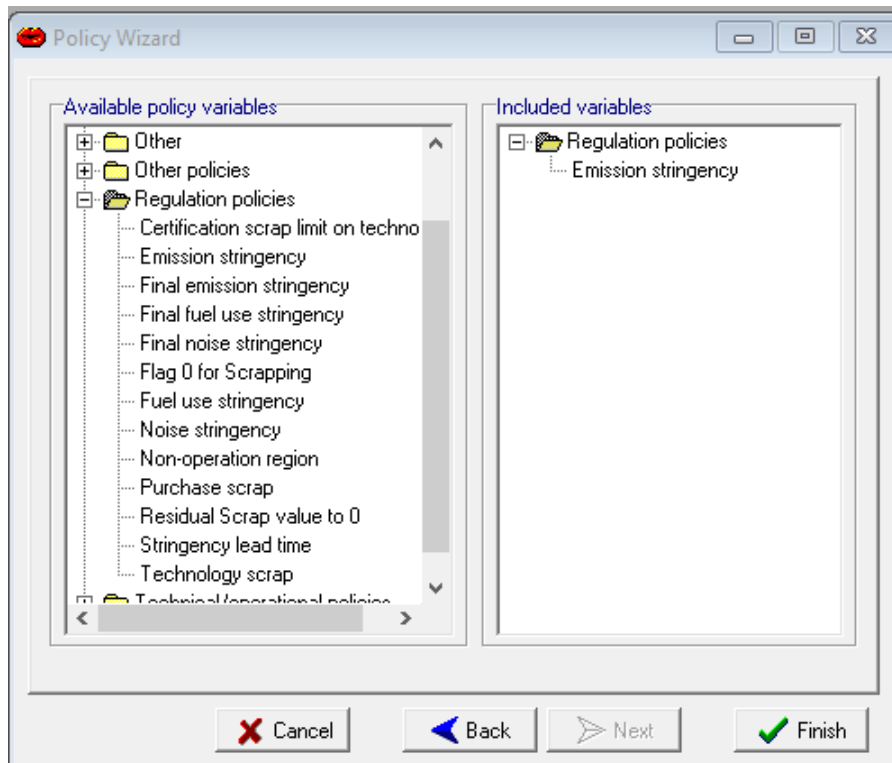 Policy Wizard
Available policy variables
Other
Other policies
Regulation policies
Certification scrap limit on techno
Emission stringency
Final emission stringency
Final fuel use stringency
Final noise stringency
Flag 0 for Scrapping
Fuel use stringency
Noise stringency
Non-operation region
Purchase scrap
Residual Scrap value to 0
Stringency lead time
Technology scrap
Technical/operational policies
Included variables
Regulation policies
Emission stringency
Cancel
Back
Next
Finish